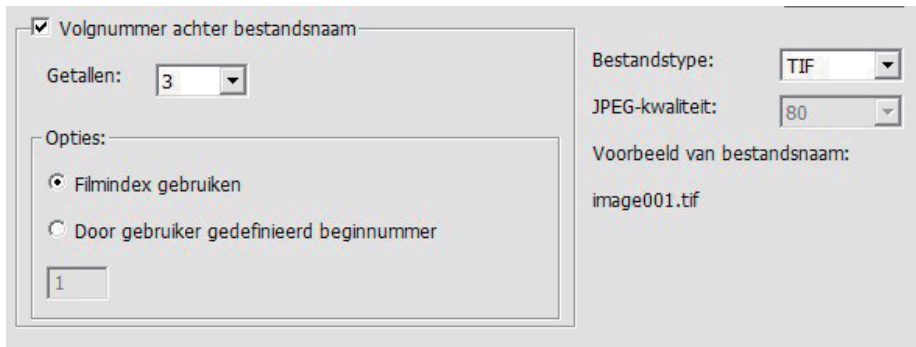 Volgnummer achter bestandsnaam
Getallen: 3
Opties:
Filmindex gebruiken
Door gebruiker gedefinieerd beginnummer
1
Bestandstype: TIF
JPEG-kwaliteit: 80
Voorbeeld van bestandsnaam:
image001.tif